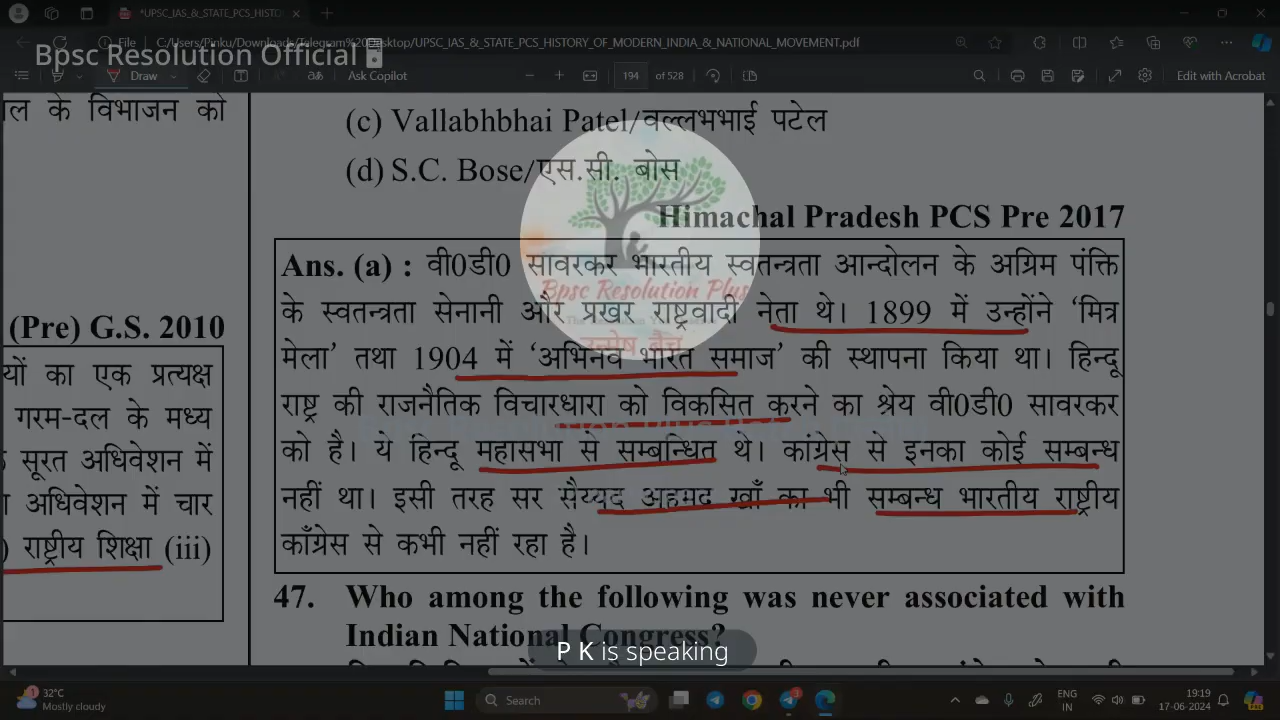 *UPSC_IAS_&_STATE_PCS_HISTO
File
C:/Users/Pinku/Downloads/Telegram%20Desktop/UPSC_IAS_&_STATE_PCS_HISTORY_OF_MODERN_INDIA_&_NATIONAL_MOVEMENT.pdf
Bpsc Resolution Official
Draw
Ask Copilot
194 of 528
Edit with Acrobat
ल के विभाजन को
(Pre) G.S. 2010
यों का एक प्रत्यक्ष
गरम-दल के मध्य
सूरत अधिवेशन में
अधिवेशन में चार
) राष्ट्रीय शिक्षा (iii)
(c) Vallabhbhai Patel/वल्लभभाई पटेल
(d) S.C. Bose/एस.सी. बोस
Himachal Pradesh PCS Pre 2017
Ans. (a) : वी0डी0 सावरकर भारतीय स्वतन्त्रता आन्दोलन के अग्रिम पंक्ति
के स्वतन्त्रता सेनानी और प्रखर राष्ट्रवादी नेता थे। 1899 में उन्होंने ‘मित्र
मेला’ तथा 1904 में ‘अभिनव भारत समाज’ की स्थापना किया था। हिन्दू
राष्ट्र की राजनैतिक विचारधारा को विकसित करने का श्रेय वी0डी0 सावरकर
को है। ये हिन्दू महासभा से सम्बन्धित थे। कांग्रेस से इनका कोई सम्बन्ध
नहीं था। इसी तरह सर सैय्यद अहमद खाँ का भी सम्बन्ध भारतीय राष्ट्रीय
काँग्रेस से कभी नहीं रहा है।
47. Who among the following was never associated with
Indian National Congress?
Bpsc Resolution Plus
उन्मेष बैच
P K is speaking
32°C
Mostly cloudy
Search
ENG
IN
19:19
17-06-2024